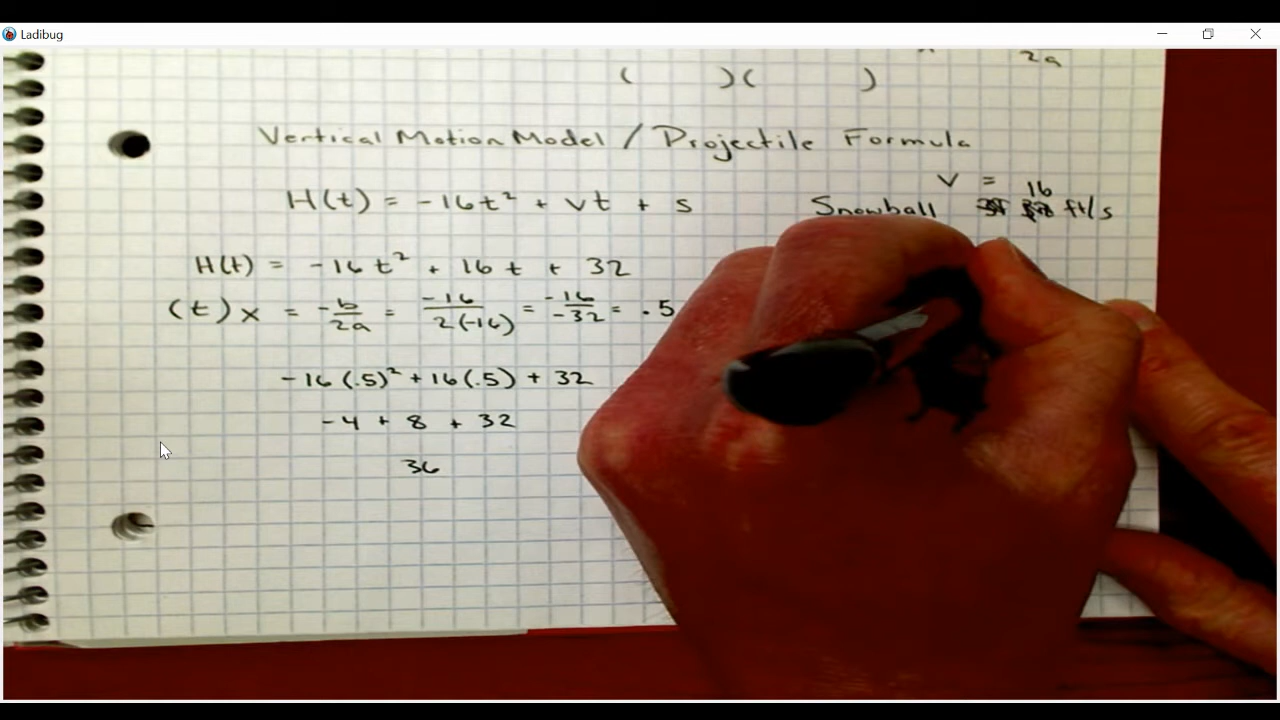 Ladibug
2a
( )( )
Vertical Motion Model / Projectile Formula
V = 16
H(t) = -16t² + vt + s
Snowball ft/s
H(t) = -16t² + 16t + 32
(t) x = -b/2a = -16/2(-16) = -16/-32 = .5
-16(.5)² + 16(.5) + 32
-4 + 8 + 32
36